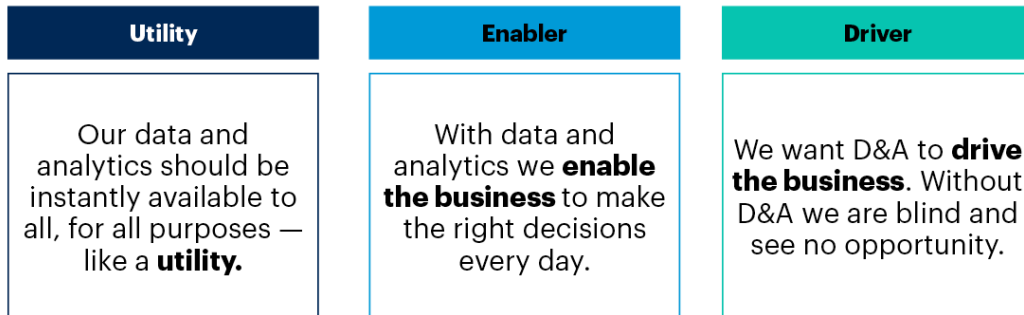 Utility
Our data and
analytics should be
instantly available to
all, for all purposes —
like a utility.
Enabler
With data and
analytics we enable
the business to make
the right decisions
every day.
Driver
We want D&A to drive
the business. Without
D&A we are blind and
see no opportunity.